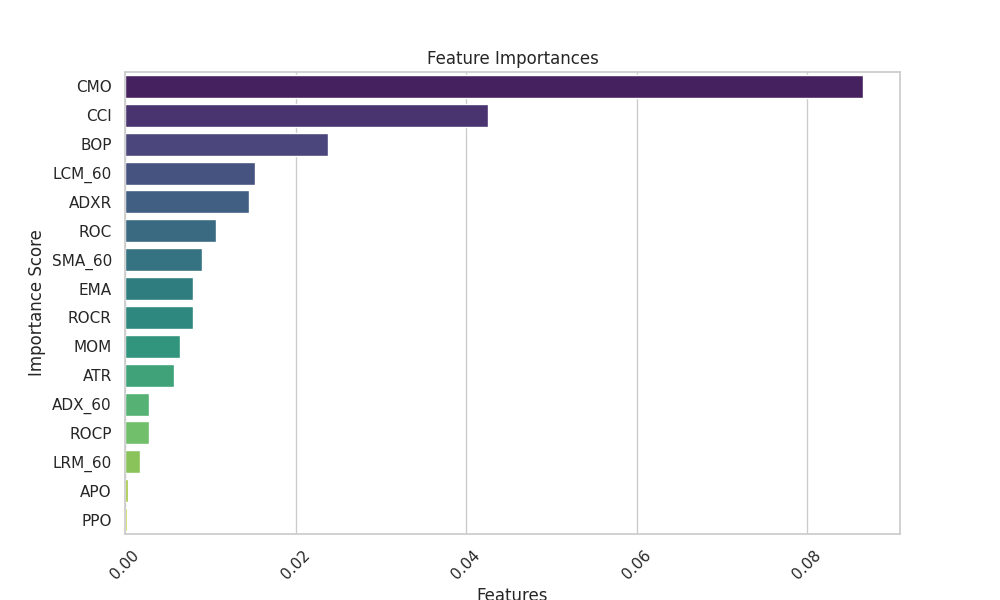 Feature Importances
Importance Score
CMO
CCI
BOP
LCM_60
ADXR
ROC
SMA_60
EMA
ROCR
MOM
ATR
ADX_60
ROCP
LRM_60
APO
PPO
0.00 0.02 0.04 0.06 0.08
Features